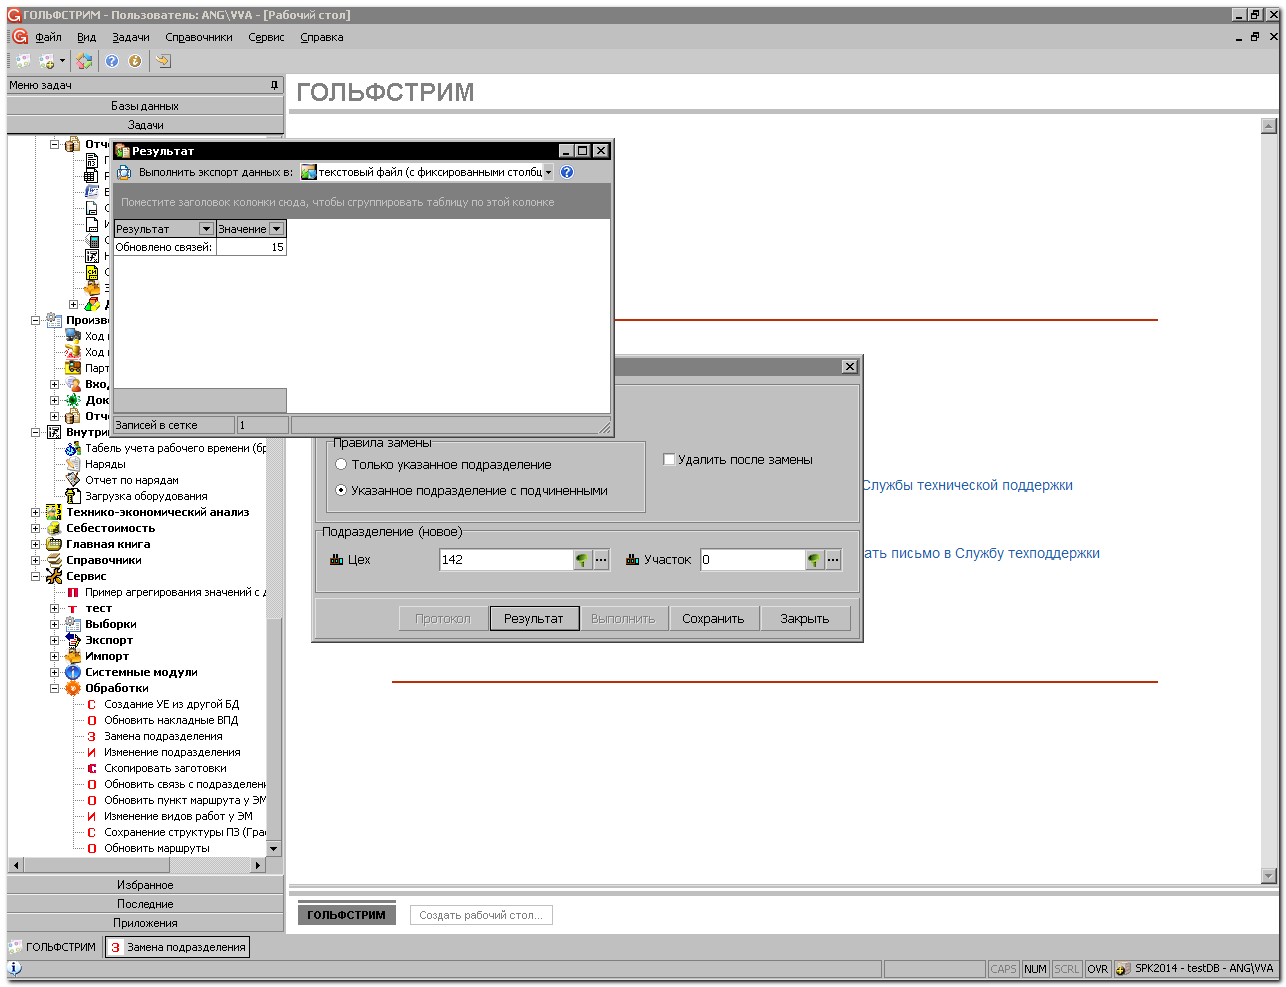 ГОЛЬФСТРИМ - Пользователь: ANG\VVA - [Рабочий стол]
Файл Вид Задачи Справочники Сервис Справка
Меню задач
Базы данных
Задачи
ГОЛЬФСТРИМ
Результат
Выполнить экспорт данных в: текстовый файл (с фиксированными столбц
Поместите заголовок колонки сюда, чтобы сгруппировать таблицу по этой колонке
Результат Значение
Обновлено связей: 15
Записей в сетке 1
Отч
Произв
Ход
Ход
Парт
Вхо
Док
Отч
Внутри
Табель учета рабочего времени (бр
Наряды
Отчет по нарядам
Загрузка оборудования
Технико-экономический анализ
Себестоимость
Главная книга
Справочники
Сервис
Пример агрегирования значений с д
тест
Выборки
Экспорт
Импорт
Системные модули
Обработки
Создание УЕ из другой БД
Обновить накладные ВПД
Замена подразделения
Изменение подразделения
Скопировать заготовки
Обновить связь с подразделен
Обновить пункт маршрута у ЭМ
Изменение видов работ у ЭМ
Сохранение структуры ПЗ (Гра
Обновить маршруты
Правила замены
Только указанное подразделение
Указанное подразделение с подчиненными
Удалить после замены
Подразделение (новое)
Цех 142 Участок 0
Протокол Результат Выполнить Сохранить Закрыть
Службы технической поддержки
ать письмо в Службу техподдержки
Избранное
Последние
Приложения
ГОЛЬФСТРИМ Создать рабочий стол...
ГОЛЬФСТРИМ З Замена подразделения
CAPS NUM SCRL OVR SPK2014 - testDB - ANG\VVA